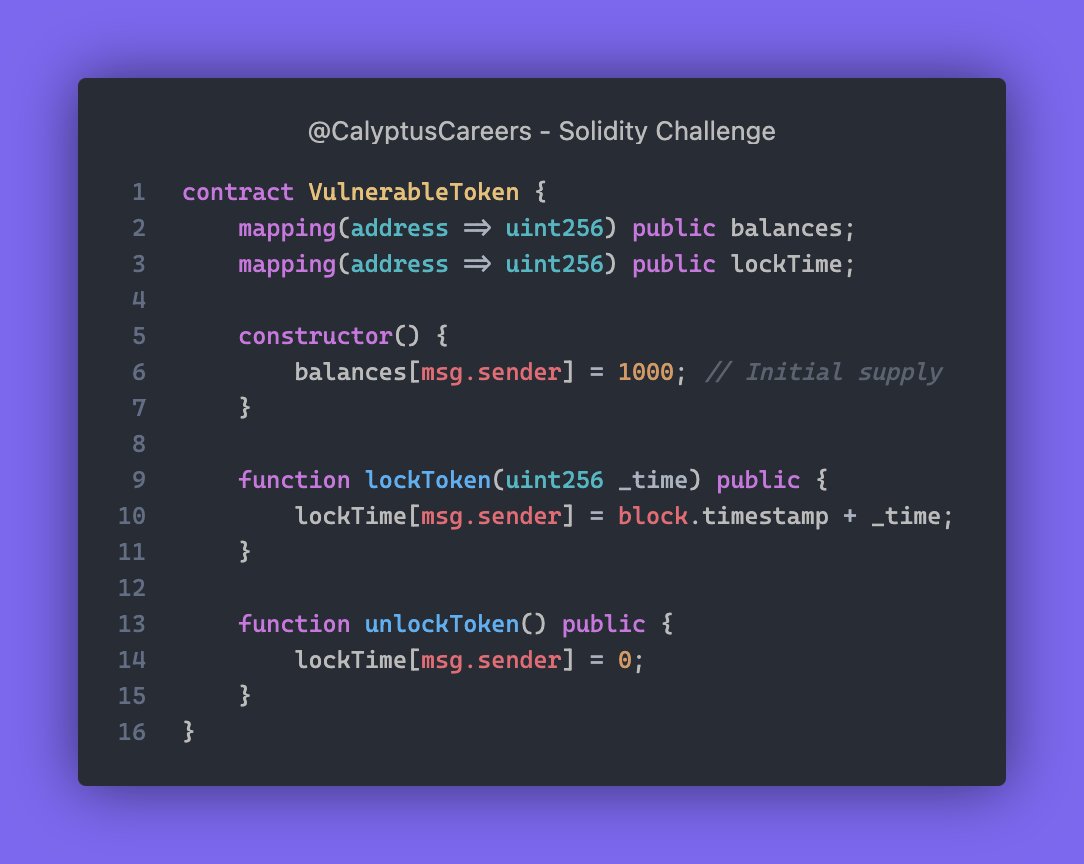 @CalyptusCareers - Solidity Challenge
1 contract VulnerableToken {
2     mapping(address => uint256) public balances;
3     mapping(address => uint256) public lockTime;
4
5     constructor() {
6         balances[msg.sender] = 1000; // Initial supply
7     }
8
9     function lockToken(uint256 _time) public {
10         lockTime[msg.sender] = block.timestamp + _time;
11     }
12
13     function unlockToken() public {
14         lockTime[msg.sender] = 0;
15     }
16 }